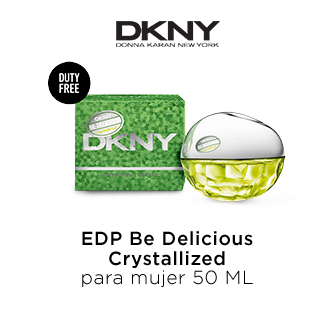 DKNY
DONNA KARAN NEW YORK
DUTY
FREE
DKNY
EDP Be Delicious
Crystallized
para mujer 50 ML